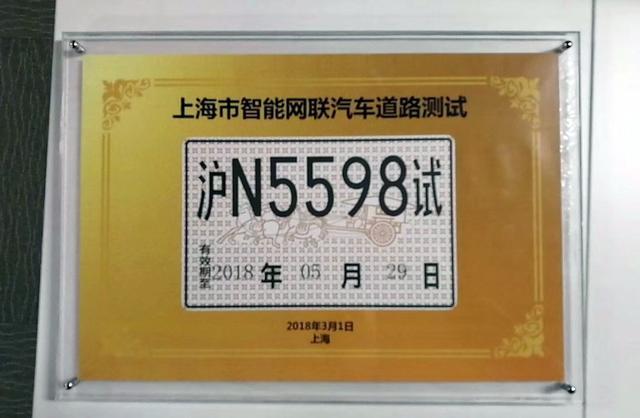 上海市智能网联汽车道路测试
沪N5598试
有效期至2018年05月29日
2018年3月1日
上海